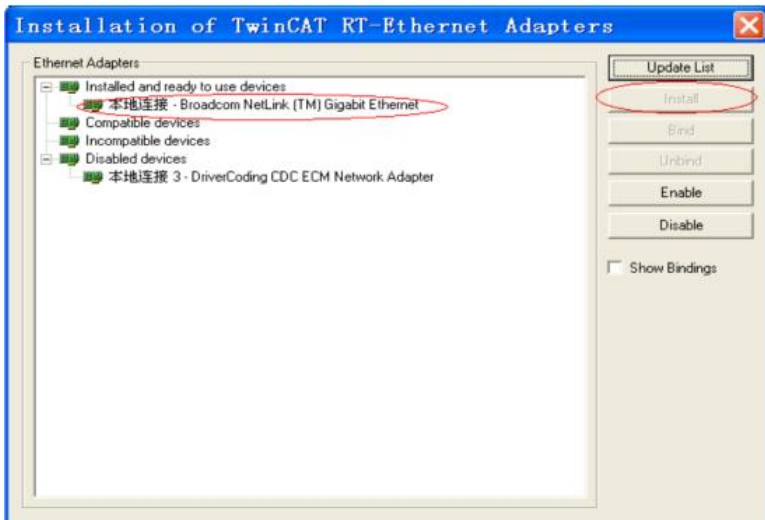 Installation of TwinCAT RT-Ethernet Adapters
Ethernet Adapters
Installed and ready to use devices
本地连接 - Broadcom NetLink (TM) Gigabit Ethernet
Compatible devices
Incompatible devices
Disabled devices
本地连接 3 - DriverCoding CDC ECM Network Adapter
Update List
Install
Bind
Unbind
Enable
Disable
Show Bindings